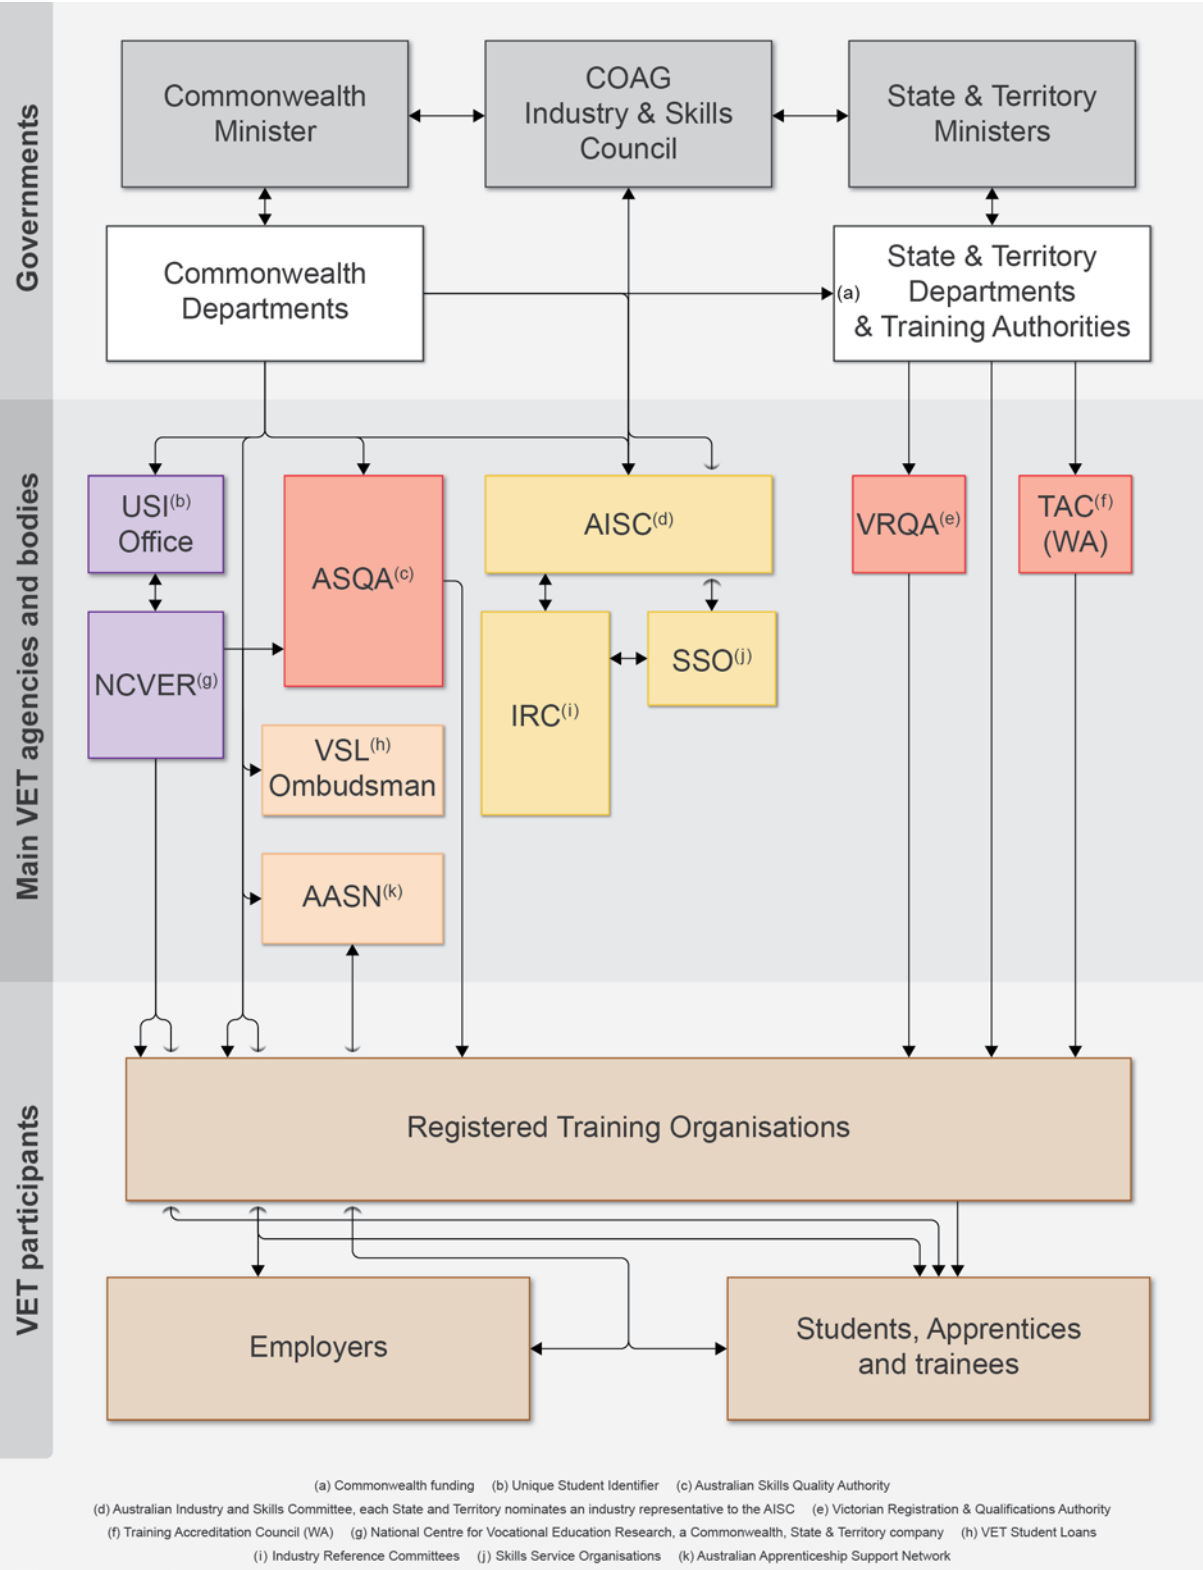 Governments
Commonwealth
Minister
COAG
Industry & Skills
Council
State & Territory
Ministers
Commonwealth
Departments
(a)
State & Territory
Departments
& Training Authorities
Main VET agencies and bodies
USI(b)
Office
ASQA(c)
AISC(d)
VRQA(e)
TAC(f)
(WA)
NCVER(g)
IRC(i)
SSO(j)
VSL(h)
Ombudsman
AASN(k)
VET participants
Registered Training Organisations
Employers
Students, Apprentices
and trainees
(a) Commonwealth funding (b) Unique Student Identifier (c) Australian Skills Quality Authority
(d) Australian Industry and Skills Committee, each State and Territory nominates an industry representative to the AISC (e) Victorian Registration & Qualifications Authority
(f) Training Accreditation Council (WA) (g) National Centre for Vocational Education Research, a Commonwealth, State & Territory company (h) VET Student Loans
(i) Industry Reference Committees (j) Skills Service Organisations (k) Australian Apprenticeship Support Network